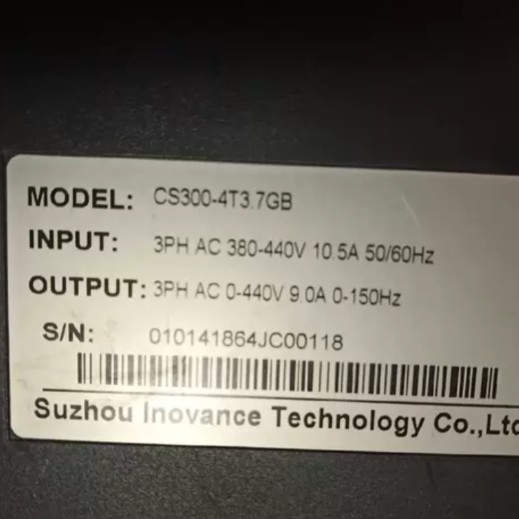 MODEL: CS300-4T3.7GB
INPUT: 3PH AC 380-440V 10.5A 50/60Hz
OUTPUT: 3PH AC 0-440V 9.0A 0-150Hz
S/N: 010141864JC00118
Suzhou Inovance Technology Co.,Ltd